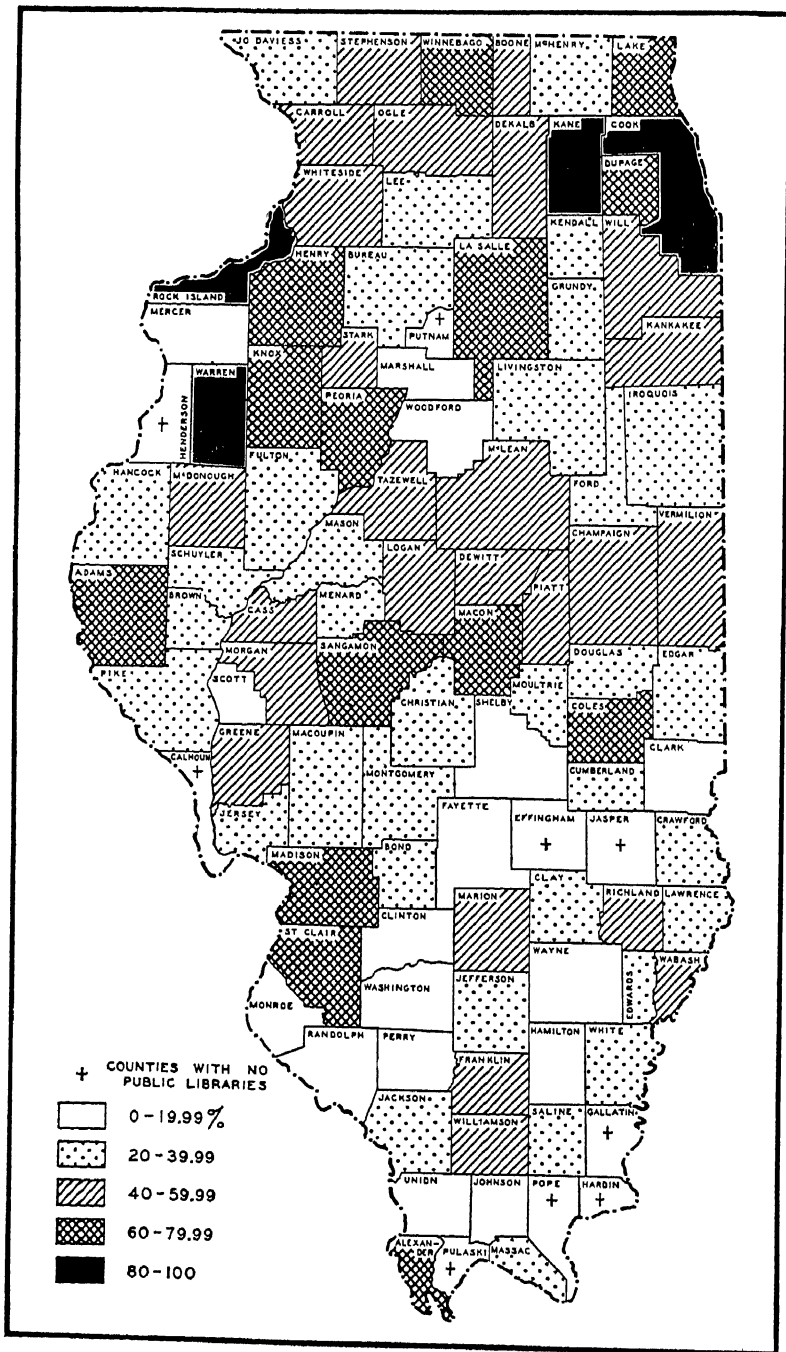 JO DAVIESS
STEPHENSON
WINNEBAGO
BOONE
McHENRY
LAKE
CARROLL
OGLE
DEKALB
KANE
COOK
DUPAGE
WHITESIDE
LEE
KENDALL
WILL
ROCK ISLAND
HENRY
BUREAU
LA SALLE
GRUNDY
MERCER
PUTNAM
KANKAKEE
STARK
KNOX
MARSHALL
WARREN
HENDERSON
PEORIA
WOODFORD
LIVINGSTON
IROQUOIS
HANCOCK
McDONOUGH
FULTON
TAZEWELL
McLEAN
FORD
VERMILION
MASON
SCHUYLER
LOGAN
DEWITT
CHAMPAIGN
ADAMS
BROWN
CASS
MENARD
PIATT
MACON
MORGAN
SANGAMON
DOUGLAS
EDGAR
PIKE
SCOTT
CHRISTIAN
SHELBY
MOULTRIE
COLES
GREENE
MACOUPIN
CALHOUN
CLARK
MONTGOMERY
CUMBERLAND
JERSEY
FAYETTE
EFFINGHAM
JASPER
CRAWFORD
MADISON
BOND
CLAY
MARION
RICHLAND
LAWRENCE
CLINTON
ST CLAIR
WAYNE
EDWARDS
WABASH
WASHINGTON
JEFFERSON
MONROE
RANDOLPH
PERRY
HAMILTON
WHITE
FRANKLIN
JACKSON
WILLIAMSON
SALINE
GALLATIN
UNION
JOHNSON
POPE
HARDIN
ALEXAN-
DER
PULASKI
MASSAC
+ COUNTIES WITH NO
PUBLIC LIBRARIES
0-19.99%
20-39.99
40-59.99
60-79.99
80-100